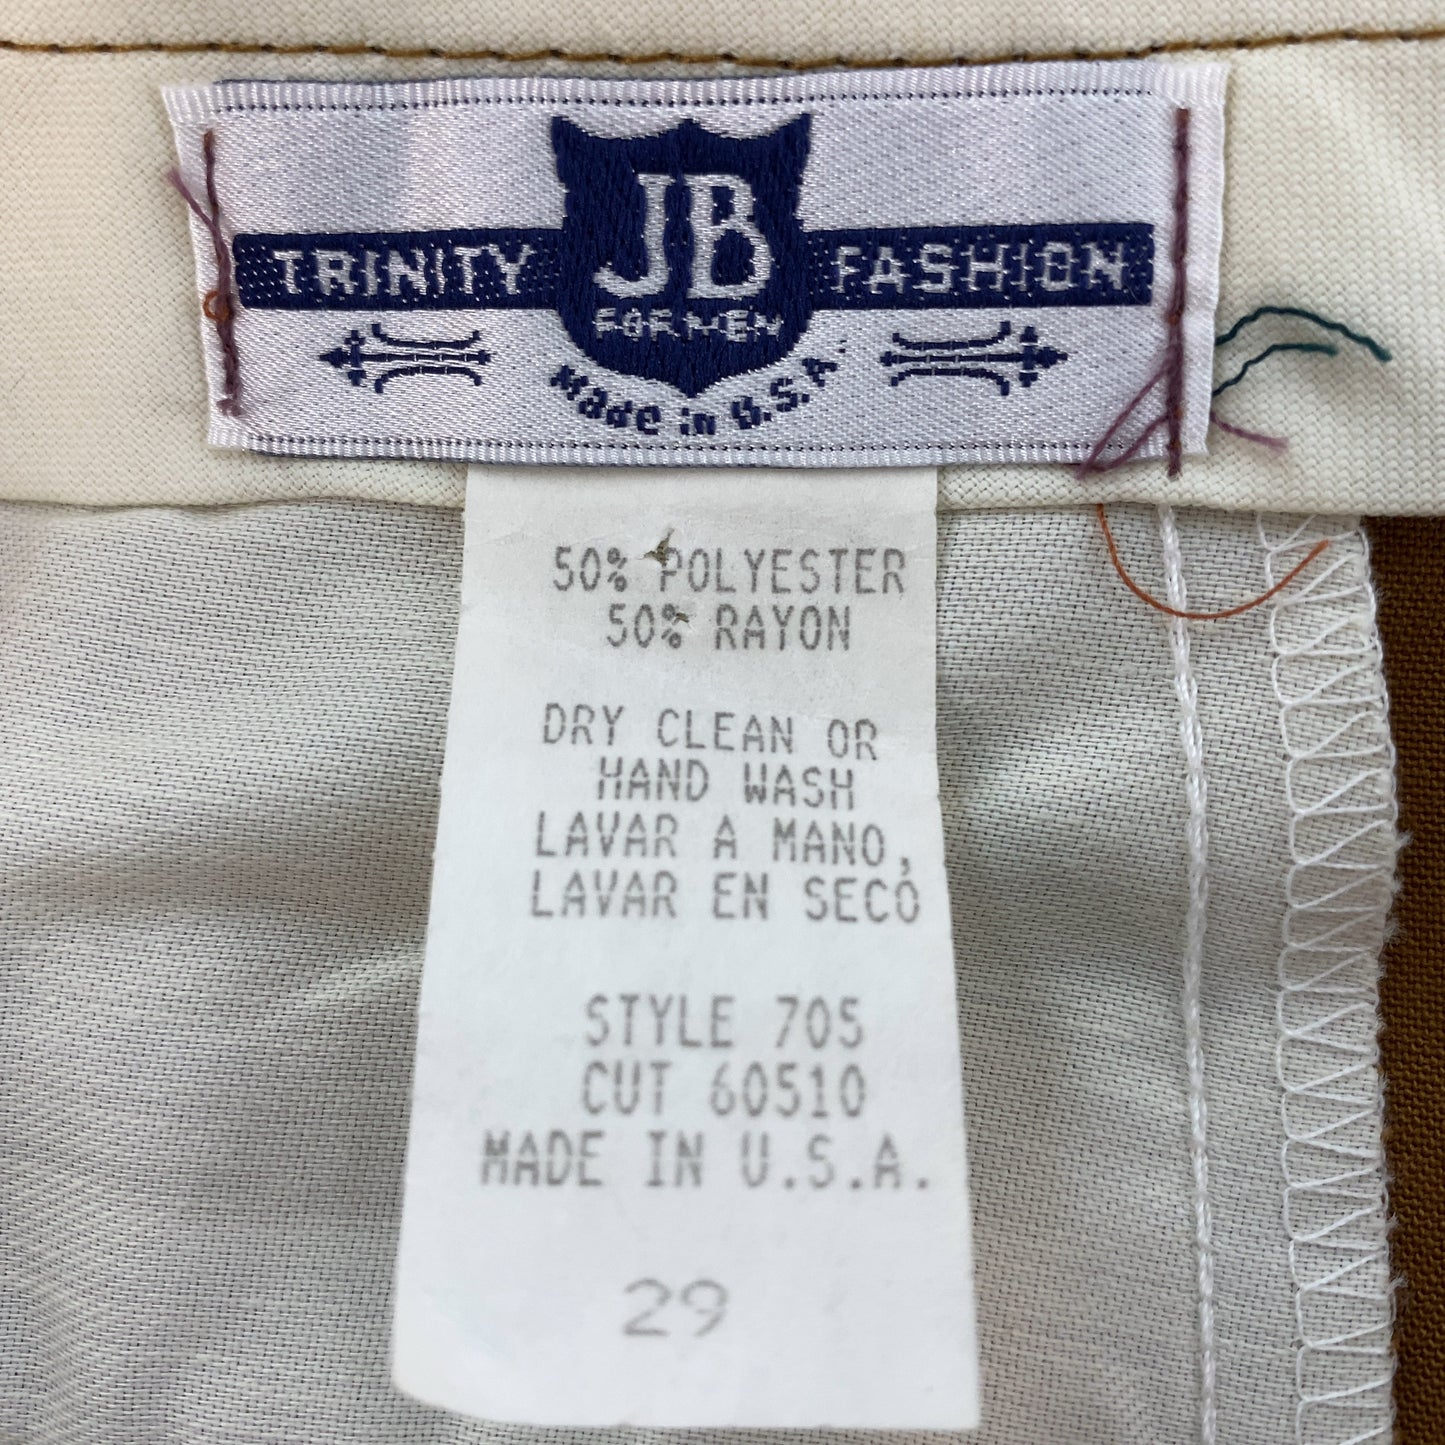 TRINITY JB FASHION
FOR MEN
Made in U.S.A.
50% POLYESTER
50% RAYON
DRY CLEAN OR
HAND WASH
LAVAR A MANO,
LAVAR EN SECO
STYLE 705
CUT 60510
MADE IN U.S.A.
29